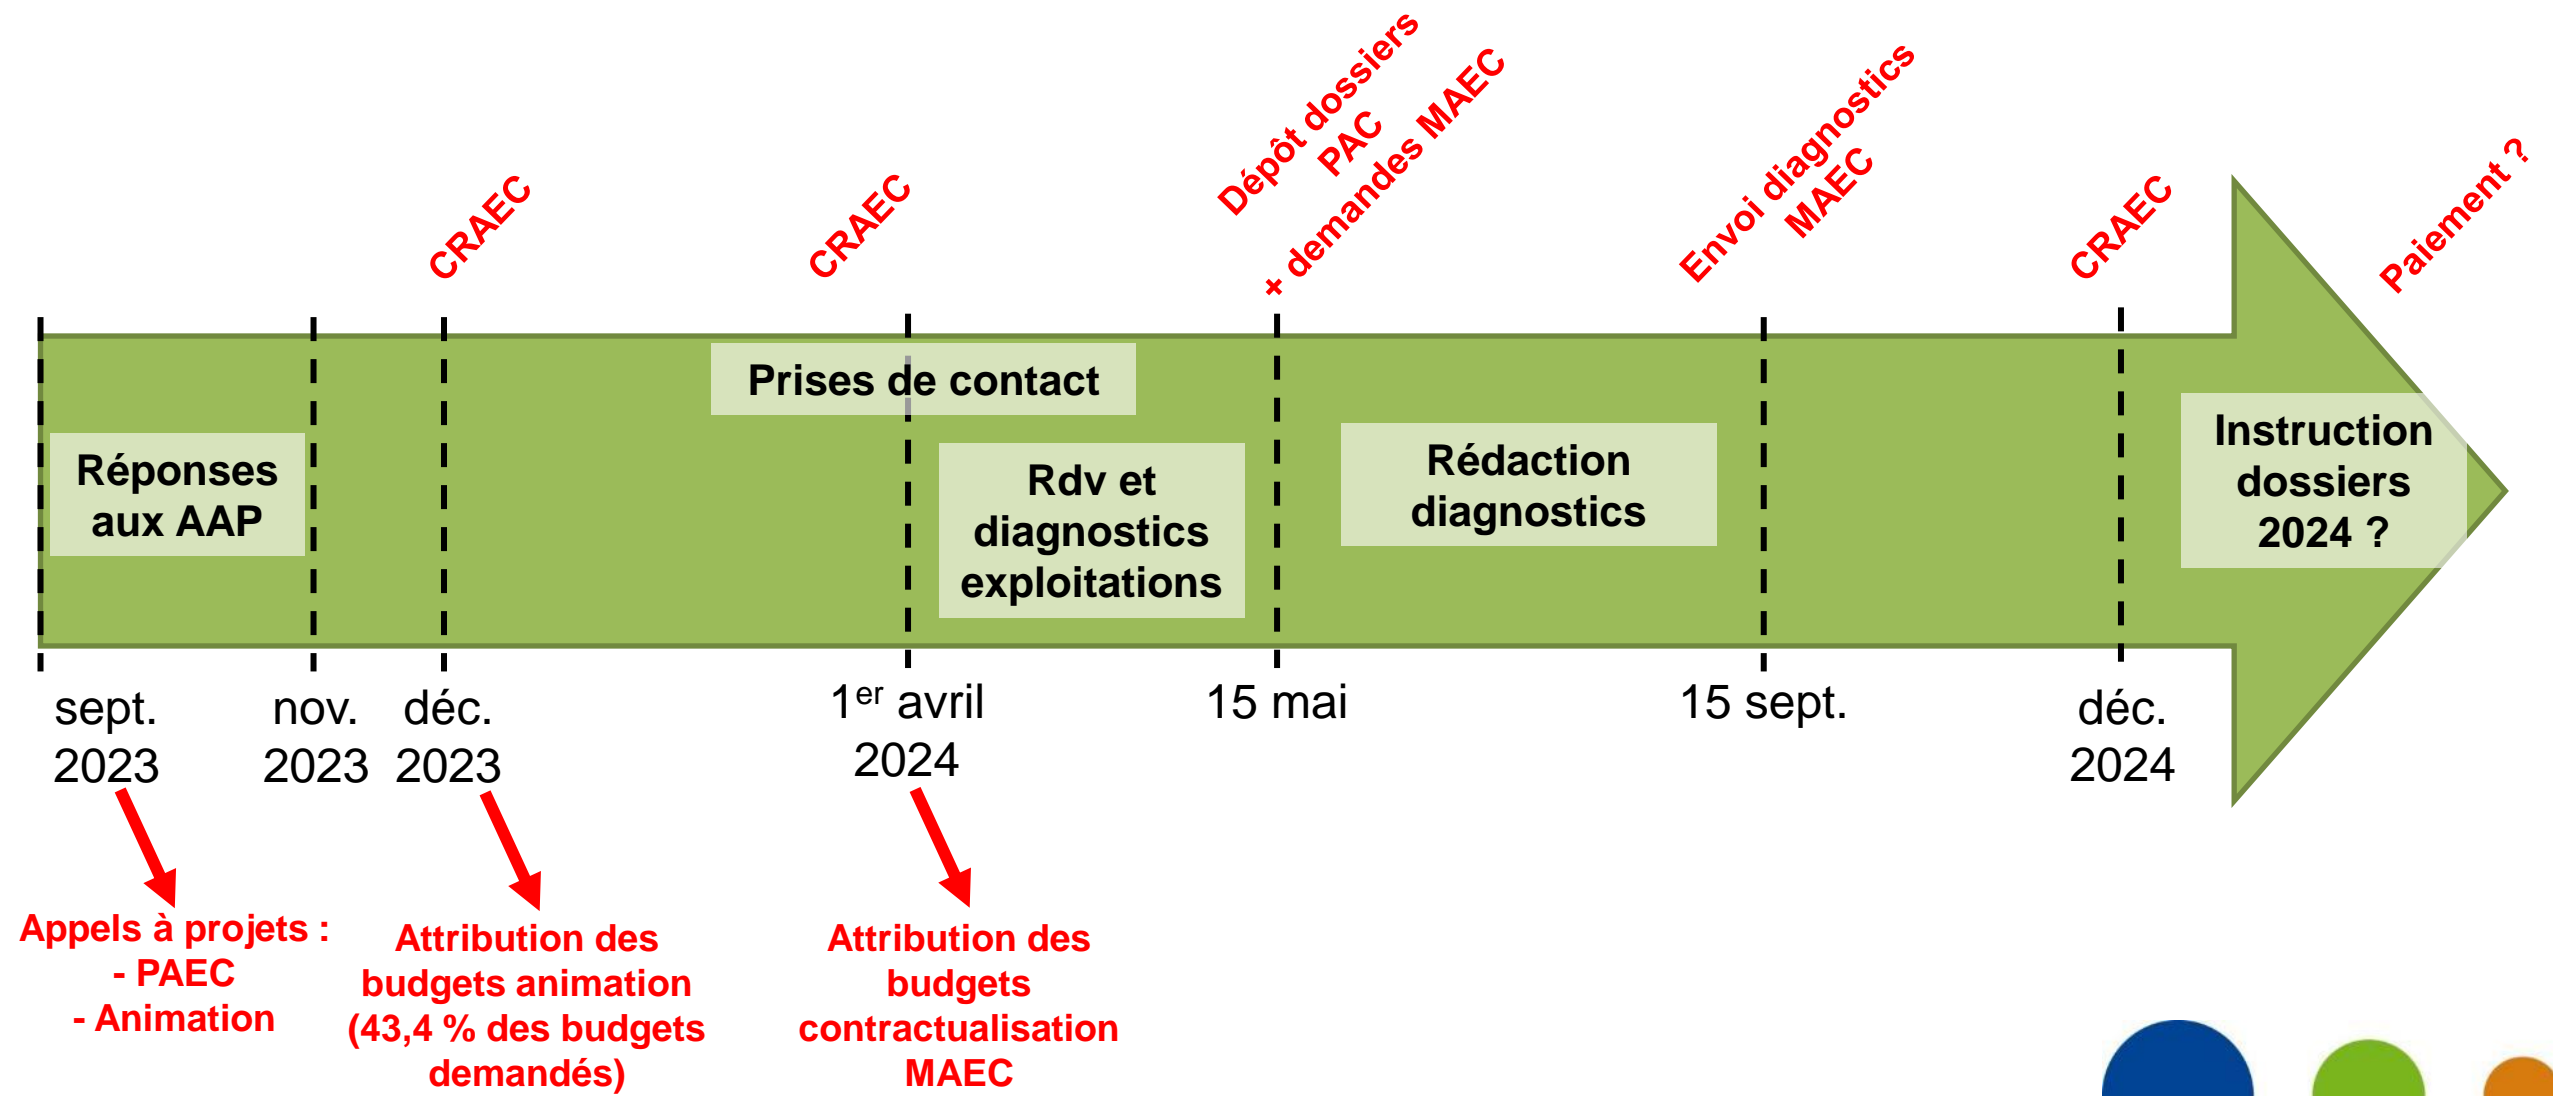 CRAEC
CRAEC
Dépôt dossiers
PAC
+ demandes MAEC
Envoi diagnostics
MAEC
CRAEC
Paiement ?
Prises de contact
Réponses
aux AAP
Rdv et
diagnostics
exploitations
Rédaction
diagnostics
Instruction
dossiers
2024 ?
sept.
2023
nov.
2023
déc.
2023
1er avril
2024
15 mai
15 sept.
déc.
2024
Appels à projets :
- PAEC
- Animation
Attribution des
budgets animation
(43,4 % des budgets
demandés)
Attribution des
budgets
contractualisation
MAEC